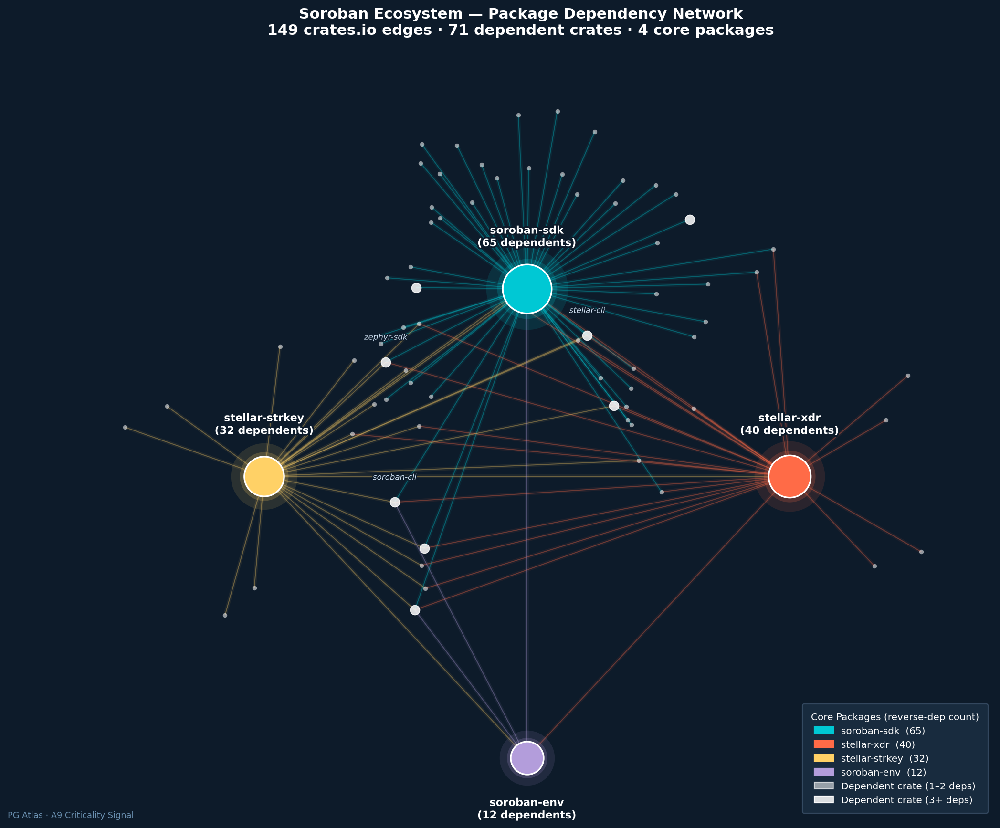 Soroban Ecosystem — Package Dependency Network
149 crates.io edges · 71 dependent crates · 4 core packages
soroban-sdk
(65 dependents)
stellar-cli
zephyr-sdk
stellar-strkey
(32 dependents)
stellar-xdr
(40 dependents)
soroban-cli
soroban-env
(12 dependents)
Core Packages (reverse-dep count)
soroban-sdk (65)
stellar-xdr (40)
stellar-strkey (32)
soroban-env (12)
Dependent crate (1–2 deps)
Dependent crate (3+ deps)
PG Atlas · A9 Criticality Signal